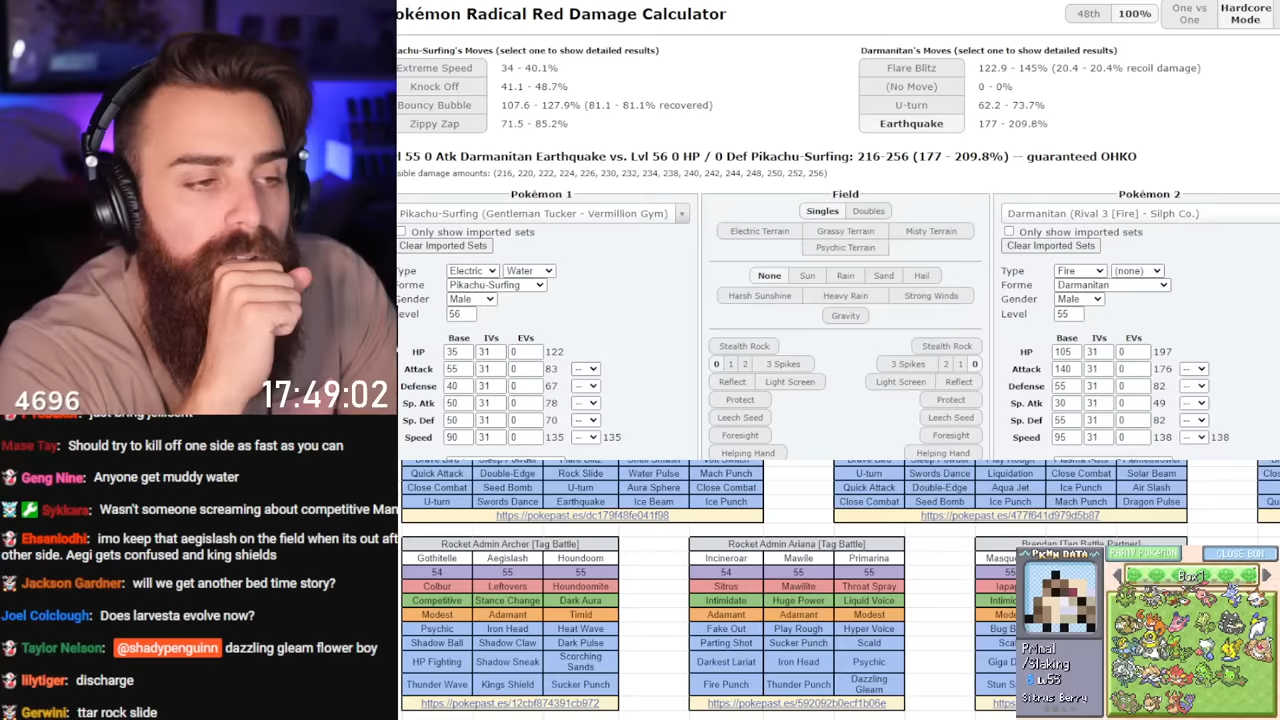 okémon Radical Red Damage Calculator
48th 100% One vs One Hardcore Mode
achu-Surfing's Moves (select one to show detailed results)
Extreme Speed 34 - 40.1%
Knock Off 41.1 - 48.7%
Bouncy Bubble 107.6 - 127.9% (81.1 - 81.1% recovered)
Zippy Zap 71.5 - 85.2%
Darmanitan's Moves (select one to show detailed results)
Flare Blitz 122.9 - 145% (20.4 - 20.4% recoil damage)
(No Move) 0 - 0%
U-turn 62.2 - 73.7%
Earthquake 177 - 209.8%
l 55 0 Atk Darmanitan Earthquake vs. Lvl 56 0 HP / 0 Def Pikachu-Surfing: 216-256 (177 - 209.8%) -- guaranteed OHKO
sible damage amounts: (216, 220, 222, 224, 226, 230, 232, 234, 238, 240, 242, 244, 248, 250, 252, 256)
Pokémon 1
Pikachu-Surfing (Gentleman Tucker - Vermillion Gym)
Only show imported sets
Clear Imported Sets
Type Electric Water
Forme Pikachu-Surfing
Gender Male
Level 56
Base IVs EVs
HP 35 31 0 122
Attack 55 31 0 83 --
Defense 40 31 0 67 --
Sp. Atk 50 31 0 78 --
Sp. Def 50 31 0 70 --
Speed 90 31 0 135 -- 135
Field
Singles Doubles
Electric Terrain Grassy Terrain Misty Terrain
Psychic Terrain
None Sun Rain Sand Hail
Harsh Sunshine Heavy Rain Strong Winds
Gravity
Stealth Rock Stealth Rock
0 1 2 3 Spikes 3 Spikes 2 1 0
Reflect Light Screen Light Screen Reflect
Protect Protect
Leech Seed Leech Seed
Foresight Foresight
Helping Hand Helping Hand
Pokémon 2
Darmanitan (Rival 3 [Fire] - Silph Co.)
Only show imported sets
Clear Imported Sets
Type Fire (none)
Forme Darmanitan
Gender Male
Level 55
Base IVs EVs
HP 105 31 0 197
Attack 140 31 0 176 --
Defense 55 31 0 82 --
Sp. Atk 30 31 0 49 --
Sp. Def 55 31 0 82 --
Speed 95 31 0 138 -- 138
4696 17:49:02
Mase Tay: Should try to kill off one side as fast as you can
Geng Nine: Anyone get muddy water
Sykkara: Wasn't someone screaming about competitive Man
Ehsanlodhi: imo keep that aegislash on the field when its out aft
other side. Aegi gets confused and king shields
Jackson Gardner: will we get another bed time story?
Joel Colclough: noes larvesta evolve now?
Taylor Nelson: @shadypenguinn dazzling gleam flower boy
lilytiger: discharge
Gerwini: ttar rock slide
Quick Attack Double-Edge Rock Slide Water Pulse Mach Punch
Close Combat Seed Bomb U-turn Aura Sphere Close Combat
U-turn Swords Dance Earthquake Ice Beam Ice Punch
https://pokepast.es/dc179f48fe041f98
U-turn Swords Dance Liquidation Close Combat Solar Beam
Quick Attack Double-Edge Aqua Jet Ice Punch Air Slash
Close Combat Seed Bomb Ice Punch Mach Punch Dragon Pulse
https://pokepast.es/477f641d979d5b87
Rocket Admin Archer [Tag Battle]
Gothitelle Aegislash Houndoom
54 55 55
Colbur Leftovers Houndoomite
Competitive Stance Change Dark Aura
Modest Adamant Timid
Psychic Iron Head Heat Wave
Shadow Ball Shadow Claw Dark Pulse
HP Fighting Shadow Sneak Scorching Sands
Thunder Wave Kings Shield Sucker Punch
https://pokepast.es/12cbf874391cb972
Rocket Admin Ariana [Tag Battle]
Incineroar Mawile Primarina
54 55 55
Sitrus Mawilite Throat Spray
Intimidate Huge Power Liquid Voice
Adamant Adamant Modest
Fake Out Play Rough Hyper Voice
Parting Shot Sucker Punch Scald
Darkest Lariat Iron Head Psychic
Fire Punch Thunder Punch Dazzling Gleam
https://pokepast.es/592092b0ecf1b06e
Brendan [Tag Battle Partner]
PKMN DATA PARTY POKéMON CLOSE BOX
Box1
Primal
/Slaking
Lv53
Sitrus Berry